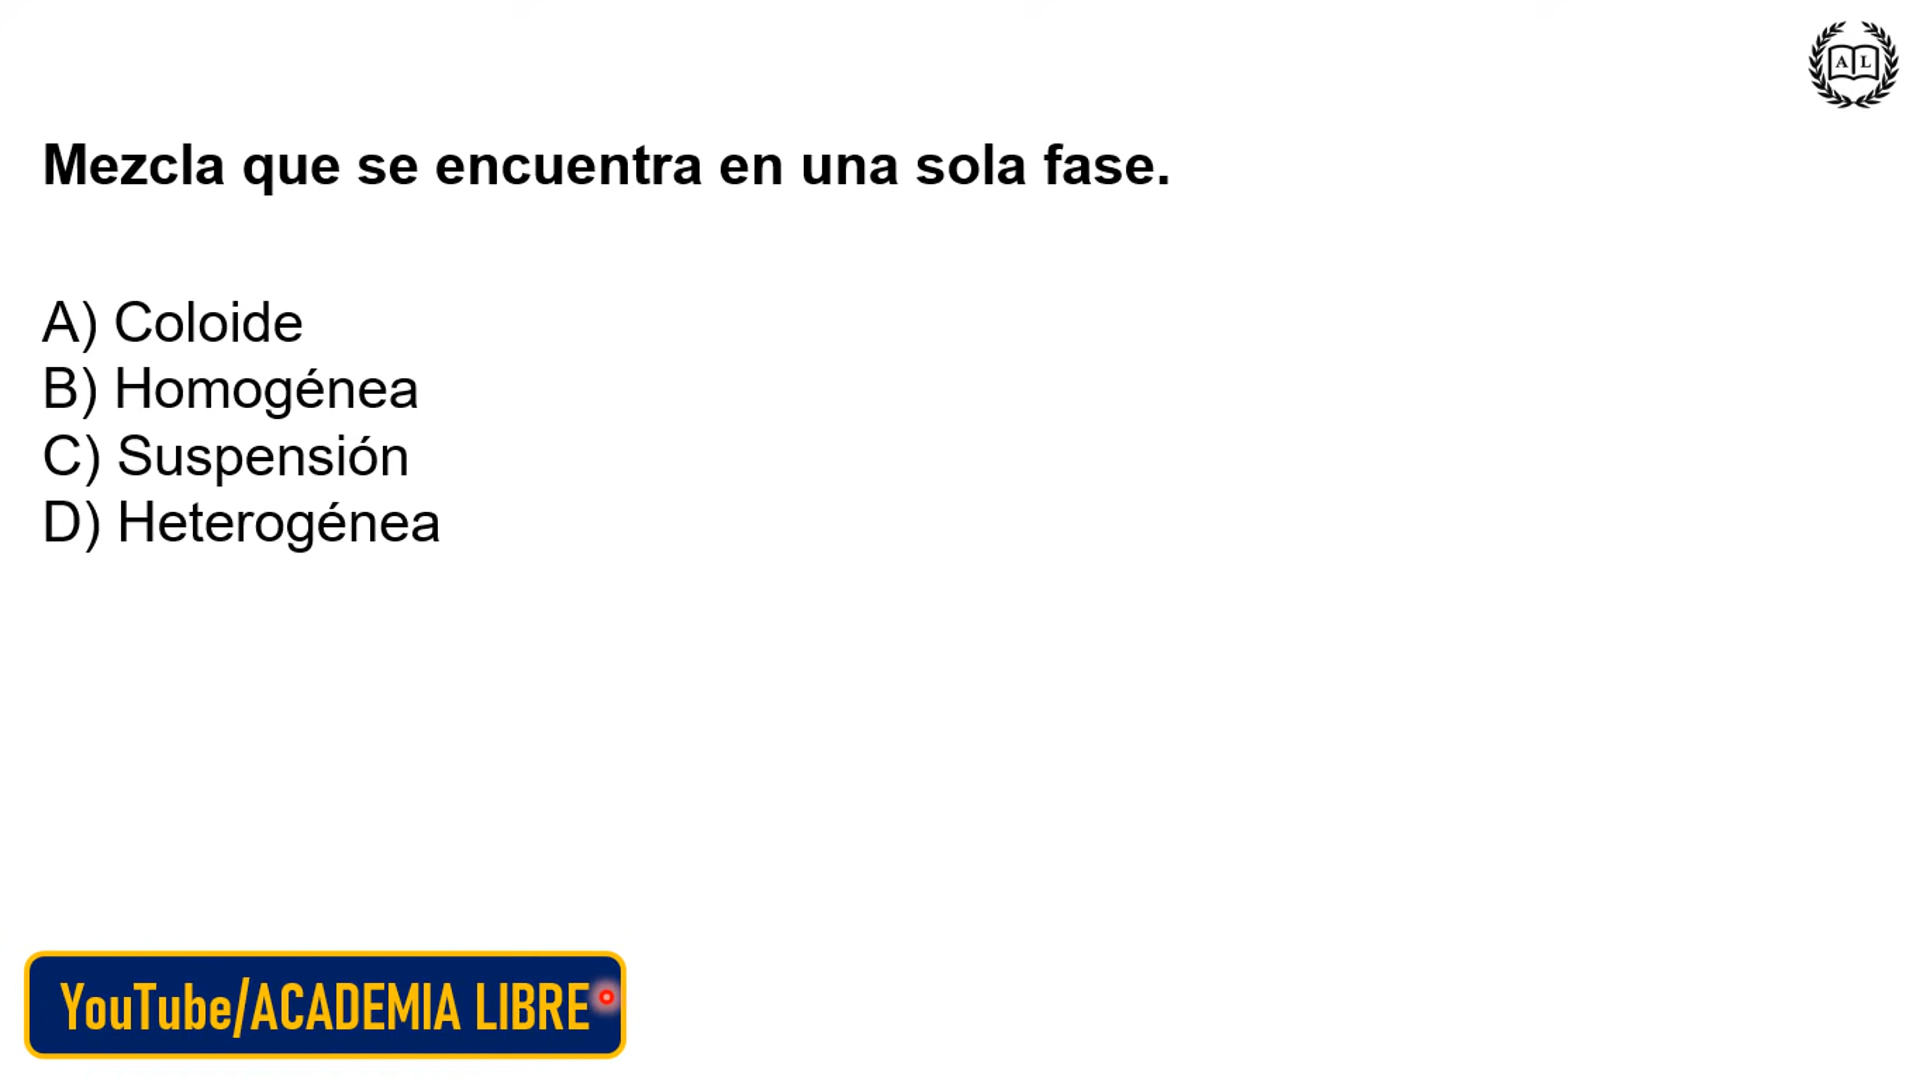 A L
Mezcla que se encuentra en una sola fase.
A) Coloide
B) Homogénea
C) Suspensión
D) Heterogénea
YouTube/ACADEMIA LIBRE